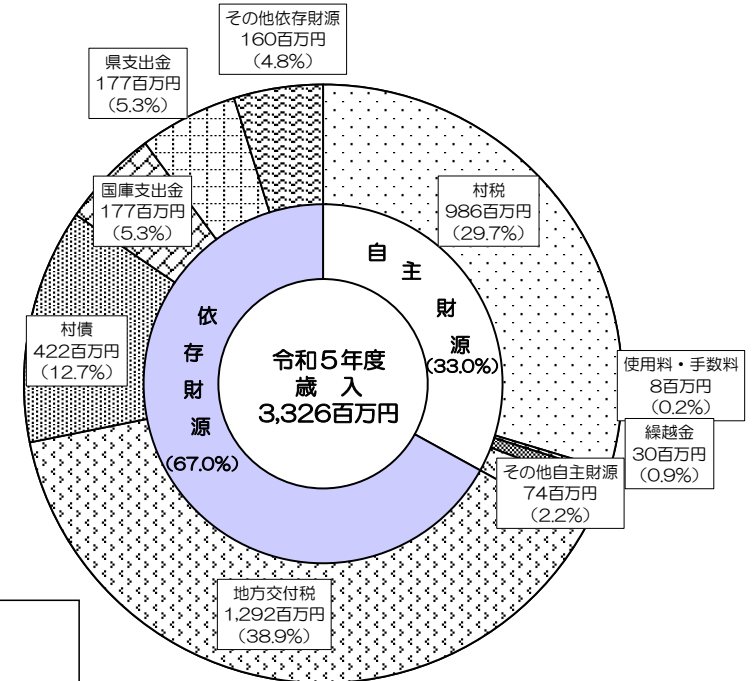 その他依存財源
160百万円
（4.8%）
県支出金
177百万円
（5.3%）
国庫支出金
177百万円
（5.3%）
村債
422百万円
（12.7%）
地方交付税
1,292百万円
（38.9%）
村税
986百万円
（29.7%）
使用料・手数料
8百万円
（0.2%）
繰越金
30百万円
（0.9%）
その他自主財源
74百万円
（2.2%）
自主財源
(33.0%)
依存財源
(67.0%)
令和５年度
歳　入
3,326百万円